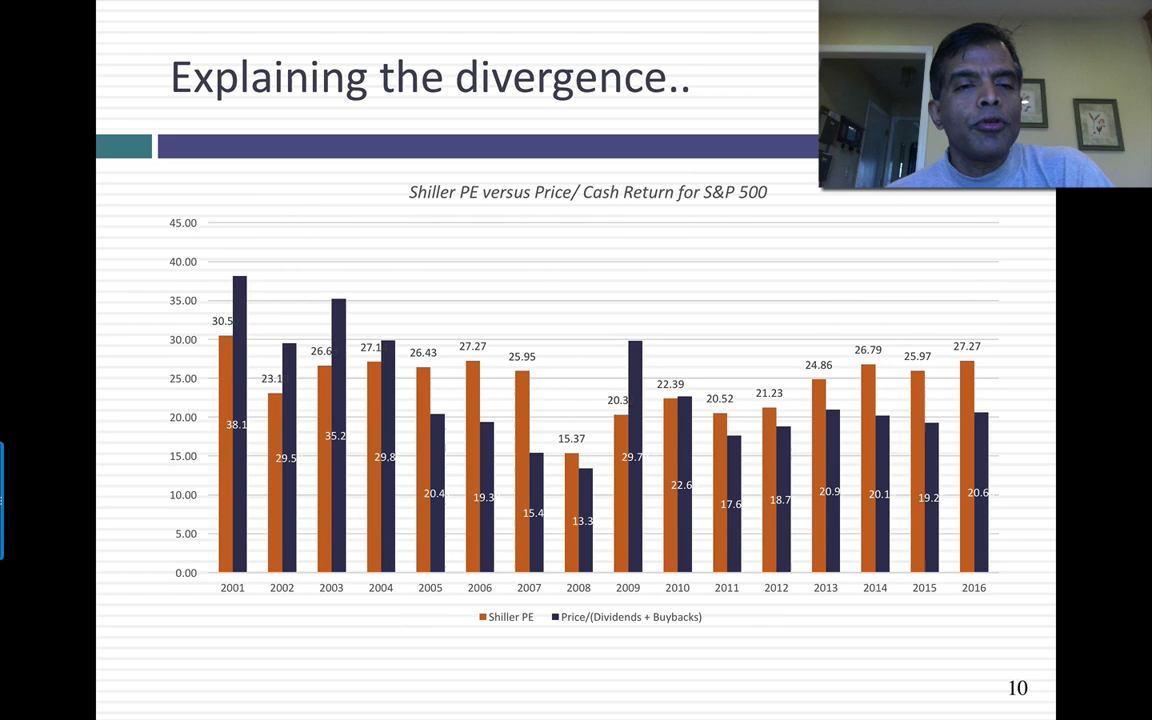 Explaining the divergence..
Shiller PE versus Price/ Cash Return for S&P 500
45.00
40.00
35.00
30.00
25.00
20.00
15.00
10.00
5.00
0.00
30.5 23.1 26.6 27.1 26.43 27.27 25.95 15.37 20.3 22.39 20.52 21.23 24.86 26.79 25.97 27.27
38.1 29.5 35.2 29.8 20.4 19.3 15.4 13.3 29.7 22.6 17.6 18.7 20.9 20.1 19.2 20.6
2001 2002 2003 2004 2005 2006 2007 2008 2009 2010 2011 2012 2013 2014 2015 2016
Shiller PE Price/(Dividends + Buybacks)
10